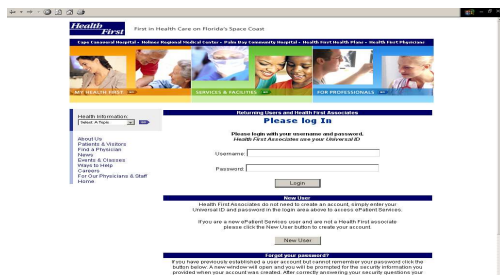 Health First
First in Health Care on Florida's Space Coast
Cape Canaveral Hospital - Holmes Regional Medical Center - Palm Bay Community Hospital - Health First Health Plans - Health First Physicians
SERVICES & FACILITIES
FOR PROFESSIONALS
Health Information:
Select A Topic
About Us
Patients & Visitors
Find a Physician
News
Events & Classes
Ways to Help
Careers
For Our Physicians & Staff
Home
Returning Users and Health First Associates
Please log In
Please login with your username and password.
Health First Associates use your Universal ID
Username:
Password:
Login
New User
Health First Associates do not need to create an account, simply enter your
Universal ID and password in the login area above to access ePatient Services.
If you are a new ePatient Services user and are not a Health First associate
please click the New User button to create your account.
New User
Forgot your password?
If you have previously established a user account but cannot remember your password click the
button below. A new window will open and you will be prompted for the security information you
provided when your account was created. After correctly answering your security questions your